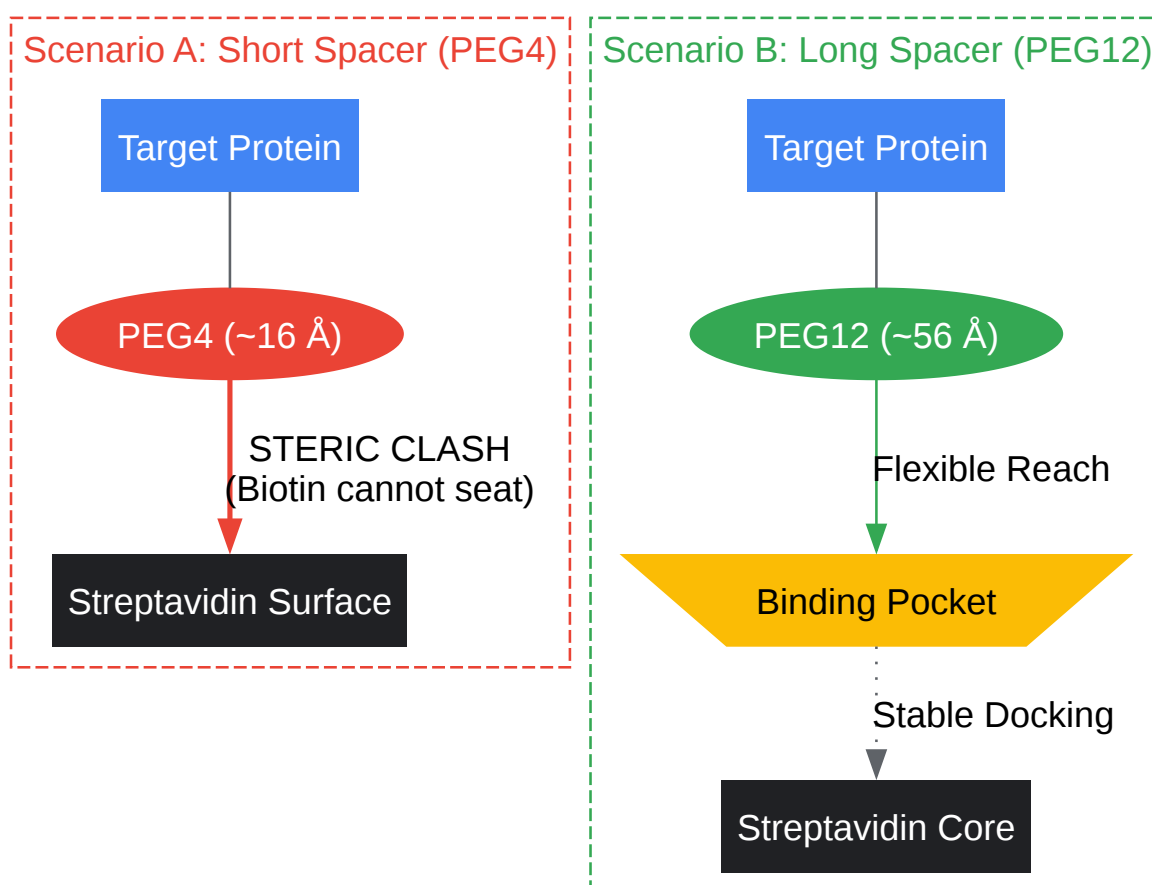 Scenario A: Short Spacer (PEG4)
Target Protein
PEG4 (~16 Å)
STERIC CLASH
(Biotin cannot seat)
Streptavidin Surface
Scenario B: Long Spacer (PEG12)
Target Protein
PEG12 (~56 Å)
Flexible Reach
Binding Pocket
Stable Docking
Streptavidin Core